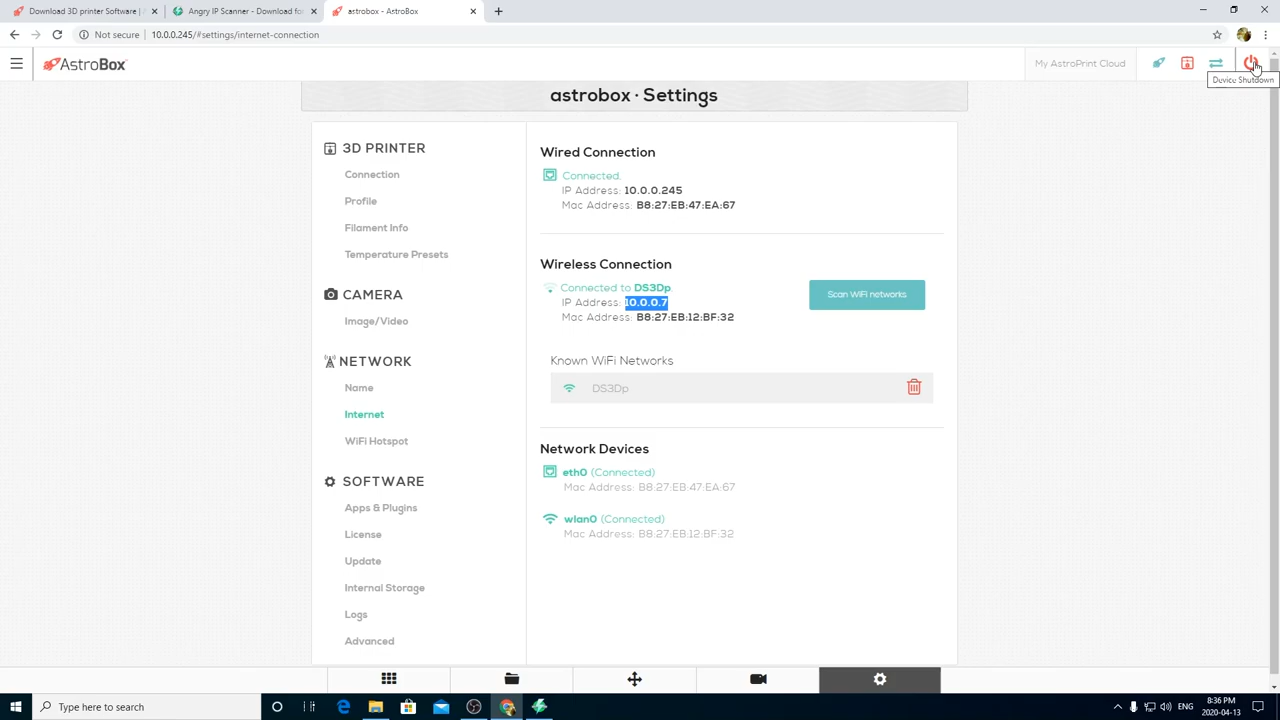 Download 3D printer Software |
Angry IP Scanner - Download for
astrobox - AstroBox
Not secure | 10.0.0.245/#settings/internet-connection
AstroBox
My AstroPrint Cloud
Device Shutdown
astrobox · Settings
3D PRINTER
Connection
Profile
Filament Info
Temperature Presets
CAMERA
Image/Video
NETWORK
Name
Internet
WiFi Hotspot
SOFTWARE
Apps & Plugins
License
Update
Internal Storage
Logs
Advanced
Wired Connection
Connected.
IP Address: 10.0.0.245
Mac Address: B8:27:EB:47:EA:67
Wireless Connection
Connected to DS3Dp.
IP Address: 10.0.0.7
Mac Address: B8:27:EB:12:BF:32
Scan WiFi networks
Known WiFi Networks
DS3Dp
Network Devices
eth0 (Connected)
Mac Address: B8:27:EB:47:EA:67
wlan0 (Connected)
Mac Address: B8:27:EB:12:BF:32
Type here to search
ENG
8:36 PM
2020-04-13